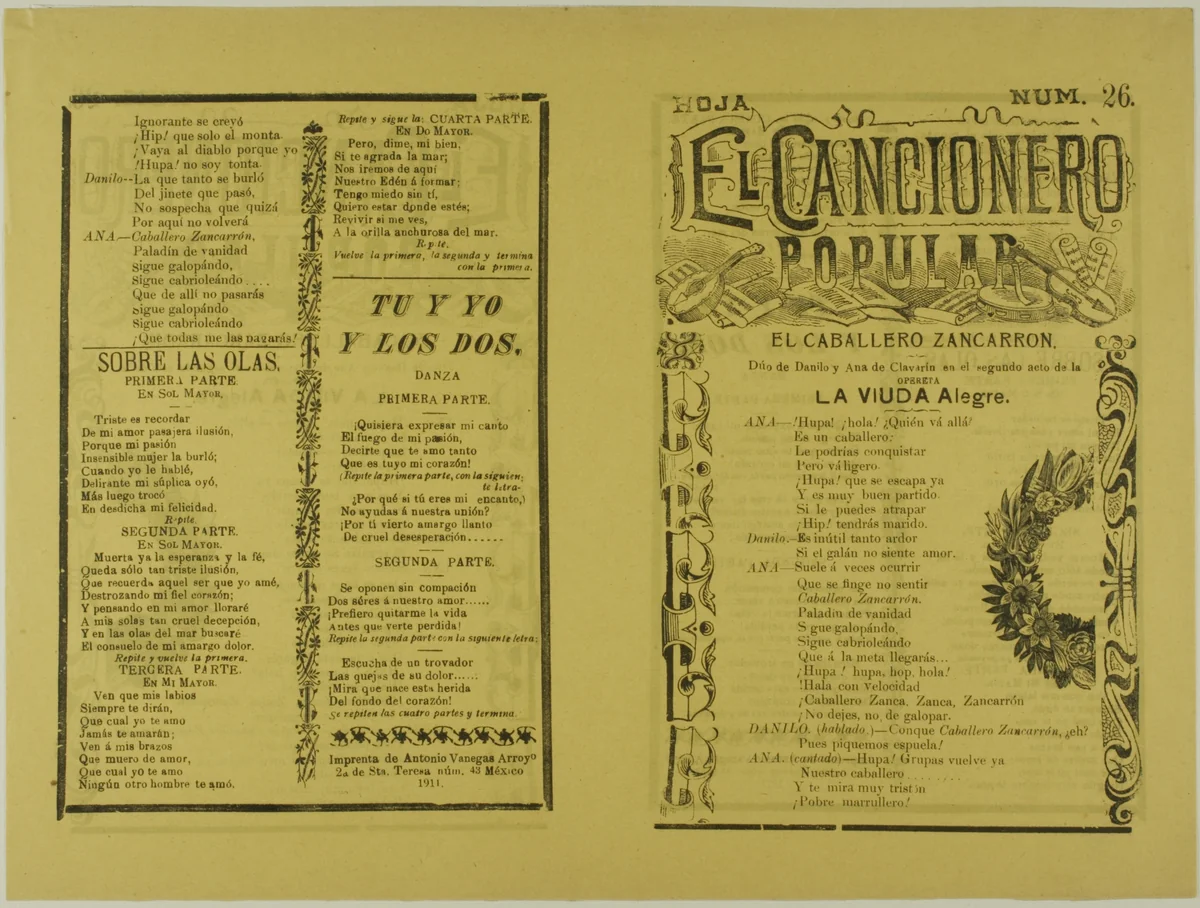 HOJA NUM. 26.
EL CANCIONERO
POPULAR
EL CABALLERO ZANCARRON.
Dúo de Danilo y Ana de Clavarín en el segundo acto de la
OPERETA
LA VIUDA Alegre.
ANA—!Hupa! ¡hola! ¿Quién vá allá?
Es un caballero:
Le podrías conquistar
Pero vá ligero
¡Hupa! que se escapa ya
Y es muy buen partido.
Si le puedes atrapar
¡Hip! tendrás marido.
Danilo.—Es inútil tanto ardor
Si el galán no siente amor.
ANA—Suele á veces ocurrir
Que se finge no sentir
Caballero Zancarrón.
Paladín de vanidad
S gue galopándo,
Sigue cabrioleándo
Que á la meta llegarás...
¡Hupa! hupa, hop, hola!
!Hala con velocidad
¡Caballero Zanca, Zanca, Zancarrón
¡No dejes, no, de galopar.
DANILO. (hablado.)—Conque Caballero Zancarrón, ¿eh?
Pues piquemos espuela!
ANA. (cantado)—Hupa! Grupas vuelve ya
Nuestro caballero........
Y te mira muy tristón
¡Pobre marrullero!
Ignorante se creyó
¡Hip! que solo el monta.
¡Vaya al diablo porque yo
!Hupa! no soy tonta.
Danilo--La que tanto se burló
Del jinete que pasó,
No sospecha que quizá
Por aquí no volverá
ANA—Caballero Zancarrón,
Paladín de vanidad
Sigue galopándo,
Sigue cabrioleándo....
Que de allí no pasarás
sigue galopándo
Sigue cabrioleándo
¡Que todas me las pagarás!
SOBRE LAS OLAS.
PRIMERA PARTE
EN SOL MAYOR.
Triste es recordar
De mi amor pasajera ilusión,
Porque mi pasión
Insensible mujer la burló;
Cuando yo le hablé,
Delirante mi súplica oyó,
Más luego trocó
En desdicha mi felicidad.
Repite.
SEGUNDA PARTE.
EN SOL MAYOR.
Muerta ya la esperanza y la fé,
Queda sólo tan triste ilusión,
Que recuerda aquel ser que yo amé,
Destrozando mi fiel corazón;
Y pensando en mi amor lloraré
A mis solas tan cruel decepción,
Y en las olas del mar buscaré
El consuelo de mi amargo dolor.
Repite y vuelve la primera.
TERCERA PARTE.
EN MI MAYOR.
Ven que mis labios
Siempre te dirán,
Que cual yo te amo
Jamás te amarán;
Ven á mis brazos
Que muero de amor,
Que cual yo te amo
Ningún otro hombre te amó.
Repite y sigue la: CUARTA PARTE.
EN DO MAYOR.
Pero, dime, mi bien,
Si te agrada la mar;
Nos iremos de aquí
Nuestro Edén á formar;
Tengo miedo sin tí,
Quiero estar donde estés;
Revivir si me ves,
A la orilla anchurosa del mar.
Rpte.
Vuelve la primera, la segunda y termina
con la primera.
TU Y YO
Y LOS DOS.
DANZA
PRIMERA PARTE.
¡Quisiera expresar mi canto
El fuego de mi pasión,
Decirte que te amo tanto
Que es tuyo mi corazón!
(Repite la primera parte, con la siguien-
te letra-
¿Por qué si tú eres mi encanto,)
No ayudas á nuestra unión?
¡Por tí vierto amargo llanto
De cruel desesperación......
SEGUNDA PARTE.
Se oponen sin compación
Dos séres á nuestro amor......
¡Prefiero quitarme la vida
Antes que verte perdida!
Repite la segunda parte con la siguiente letra:
Escucha de un trovador
Las quejas de su dolor......
¡Mira que nace esta herida
Del fondo del corazón!
Se repiten las cuatro partes y termina.
Imprenta de Antonio Vanegas Arroyo
2a de Sta. Teresa núm. 43 México
1911.